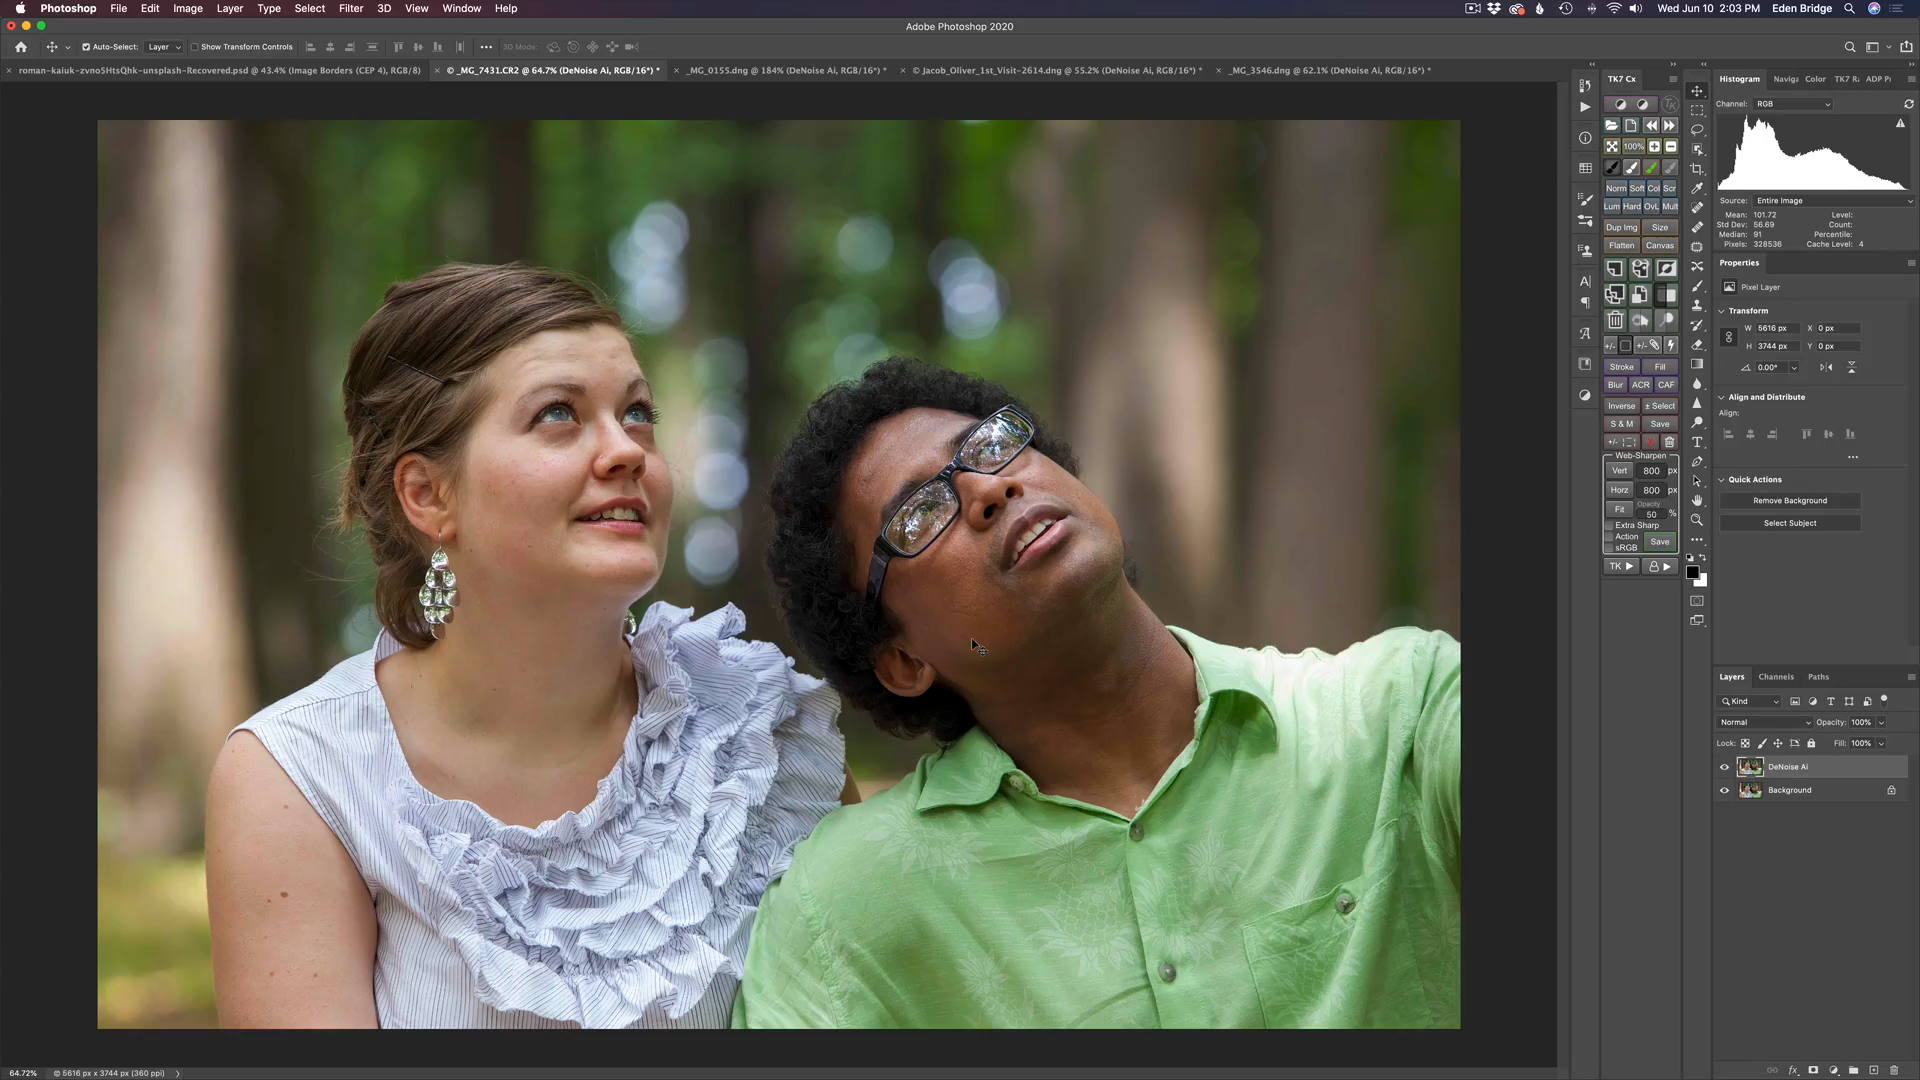 Photoshop File Edit Image Layer Type Select Filter 3D View Window Help
Wed Jun 10 2:03 PM Eden Bridge
Adobe Photoshop 2020
Auto-Select: Layer Show Transform Controls 3D Mode:
roman-kaiuk-zvno5HtsQhk-unsplash-Recovered.psd @ 43.4% (Image Borders (CEP 4), RGB/8)
© _MG_7431.CR2 @ 64.7% (DeNoise Ai, RGB/16*) *
_MG_0155.dng @ 184% (DeNoise Ai, RGB/16*) *
© Jacob_Oliver_1st_Visit-2614.dng @ 55.2% (DeNoise Ai, RGB/16*) *
_MG_3546.dng @ 62.1% (DeNoise Ai, RGB/16*) *
TK7 Cx
TK
100%
Norm Soft Col Scr
Lum Hard OvL Mult
Dup Img Size
Flatten Canvas
+/- +/-
Stroke Fill
Blur ACR CAF
Inverse ± Select
S & M Save
+/- X
Web-Sharpen
Vert 800 px
Horz 800 px
Fit Opacity 50 %
Extra Sharp
Action
sRGB Save
TK
Histogram Naviga Color TK7 R ADP P
Channel: RGB
Source: Entire Image
Mean: 101.72 Level:
Std Dev: 56.69 Count:
Median: 91 Percentile:
Pixels: 328536 Cache Level: 4
Properties
Pixel Layer
Transform
W 5616 px X 0 px
H 3744 px Y 0 px
0.00°
Align and Distribute
Align:
Quick Actions
Remove Background
Select Subject
Layers Channels Paths
Kind
Normal Opacity: 100%
Lock: Fill: 100%
DeNoise Ai
Background
fx
64.72% © 5616 px x 3744 px (360 ppi)